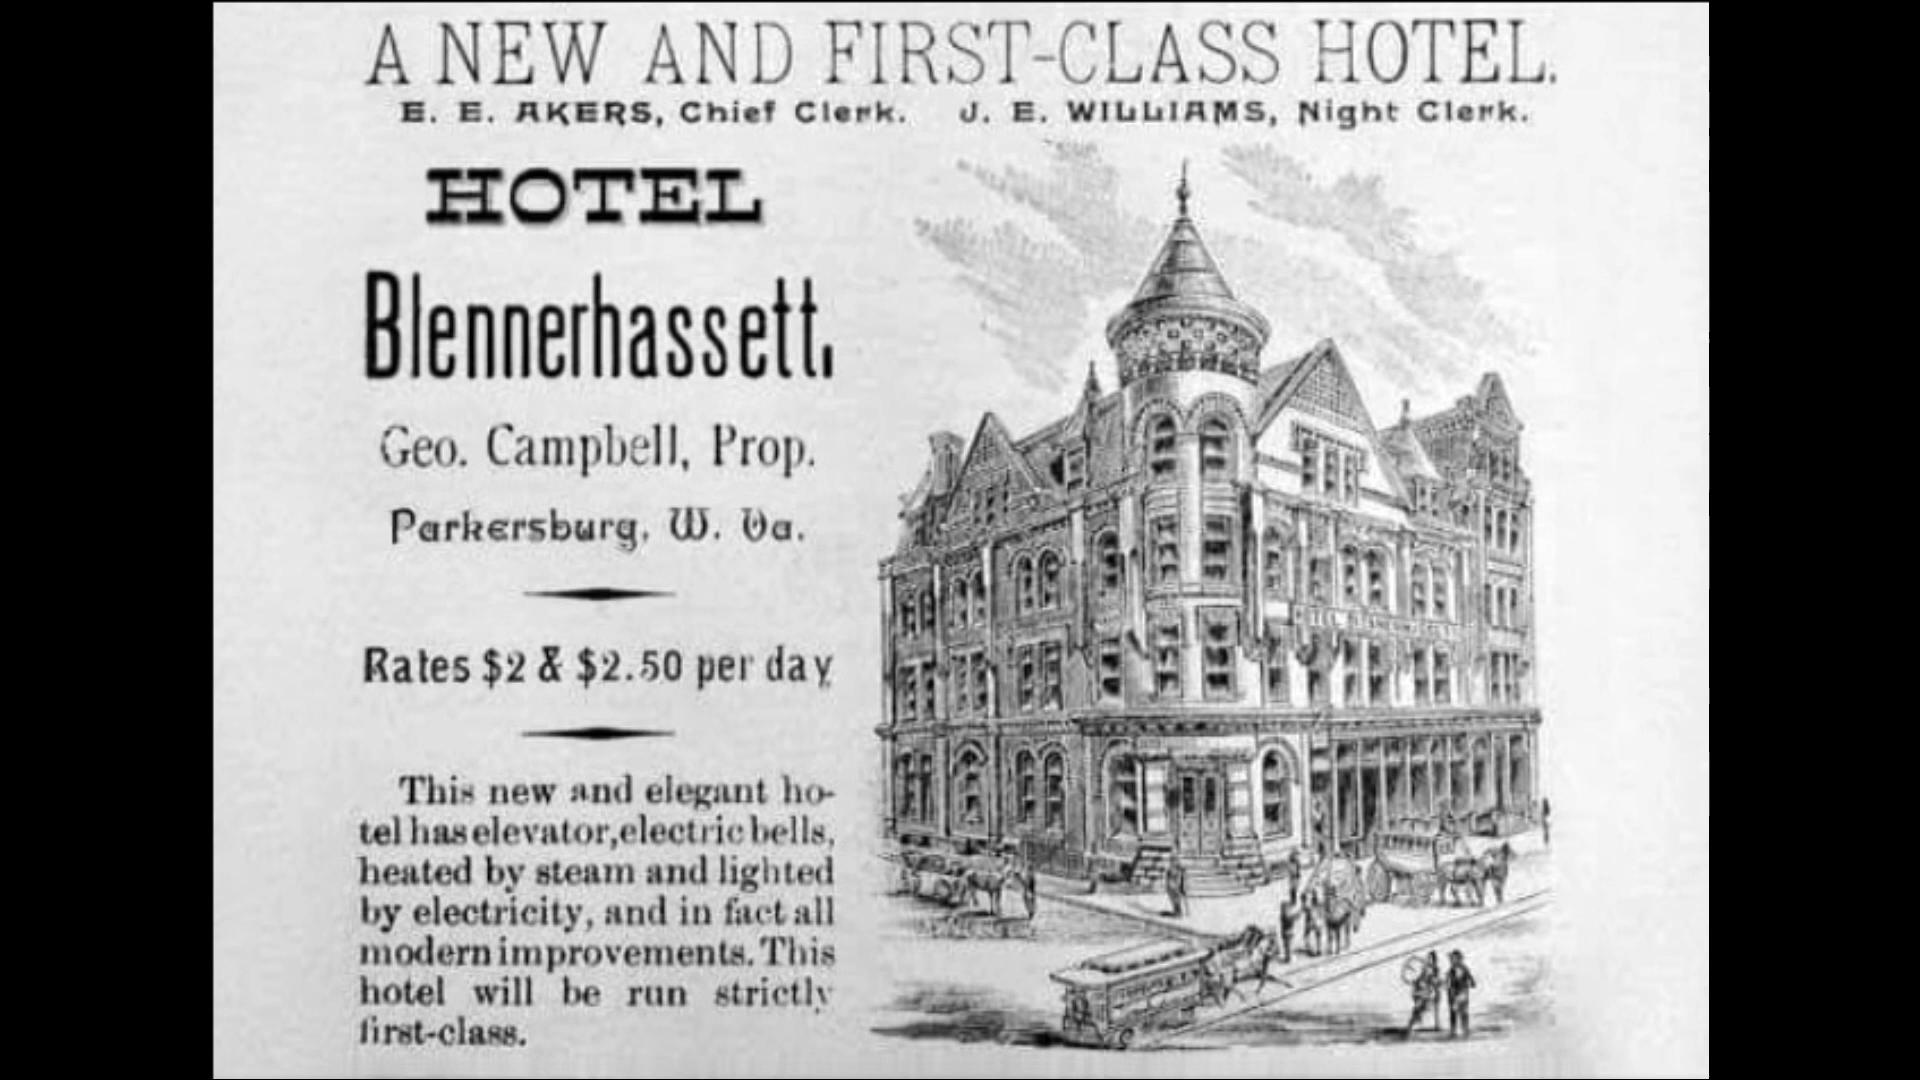 A NEW AND FIRST-CLASS HOTEL.
E. E. AKERS, Chief Clerk. J. E. WILLIAMS, Night Clerk.
HOTEL
Blennerhassett.
Geo. Campbell, Prop.
Parkersburg, W. Va.
Rates $2 & $2.50 per day
This new and elegant ho-
tel has elevator, electric bells,
heated by steam and lighted
by electricity, and in fact all
modern improvements. This
hotel will be run strictly
first-class.